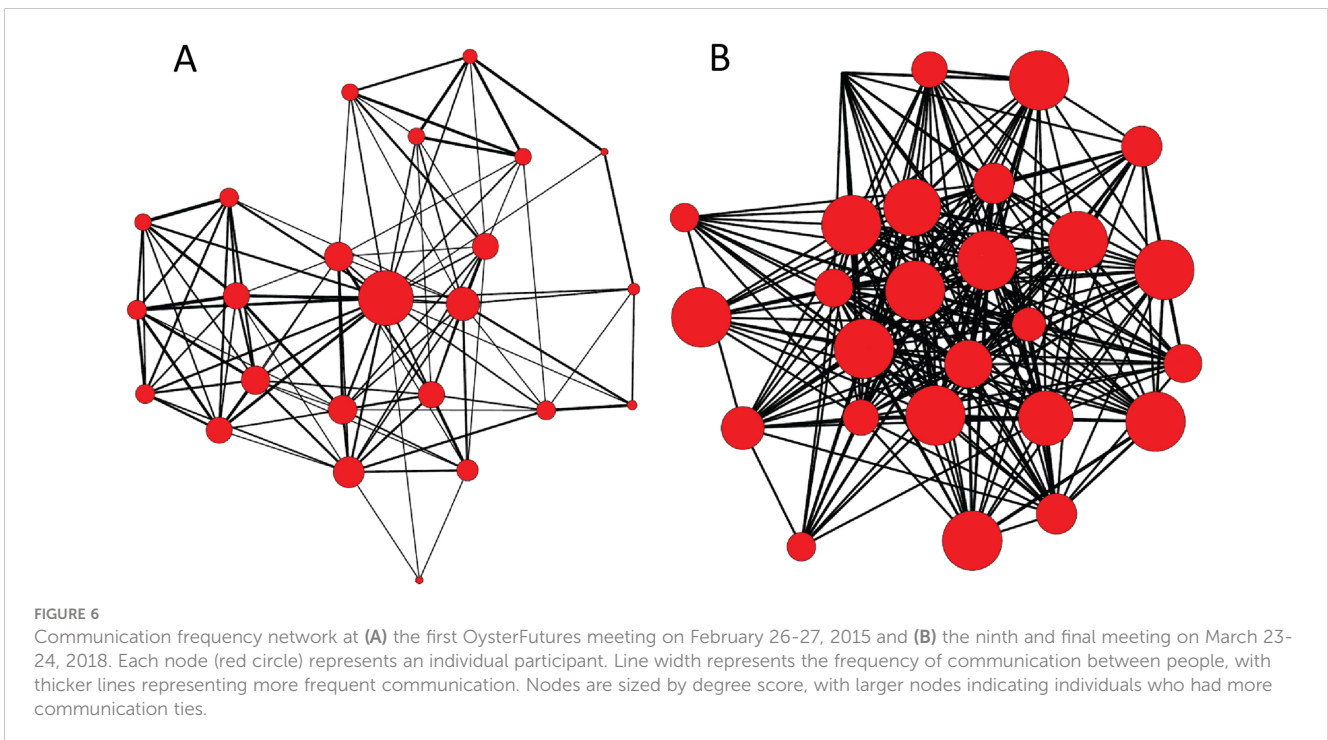 A
B
FIGURE 6
Communication frequency network at (A) the first OysterFutures meeting on February 26-27, 2015 and (B) the ninth and final meeting on March 23-
24, 2018. Each node (red circle) represents an individual participant. Line width represents the frequency of communication between people, with
thicker lines representing more frequent communication. Nodes are sized by degree score, with larger nodes indicating individuals who had more
communication ties.